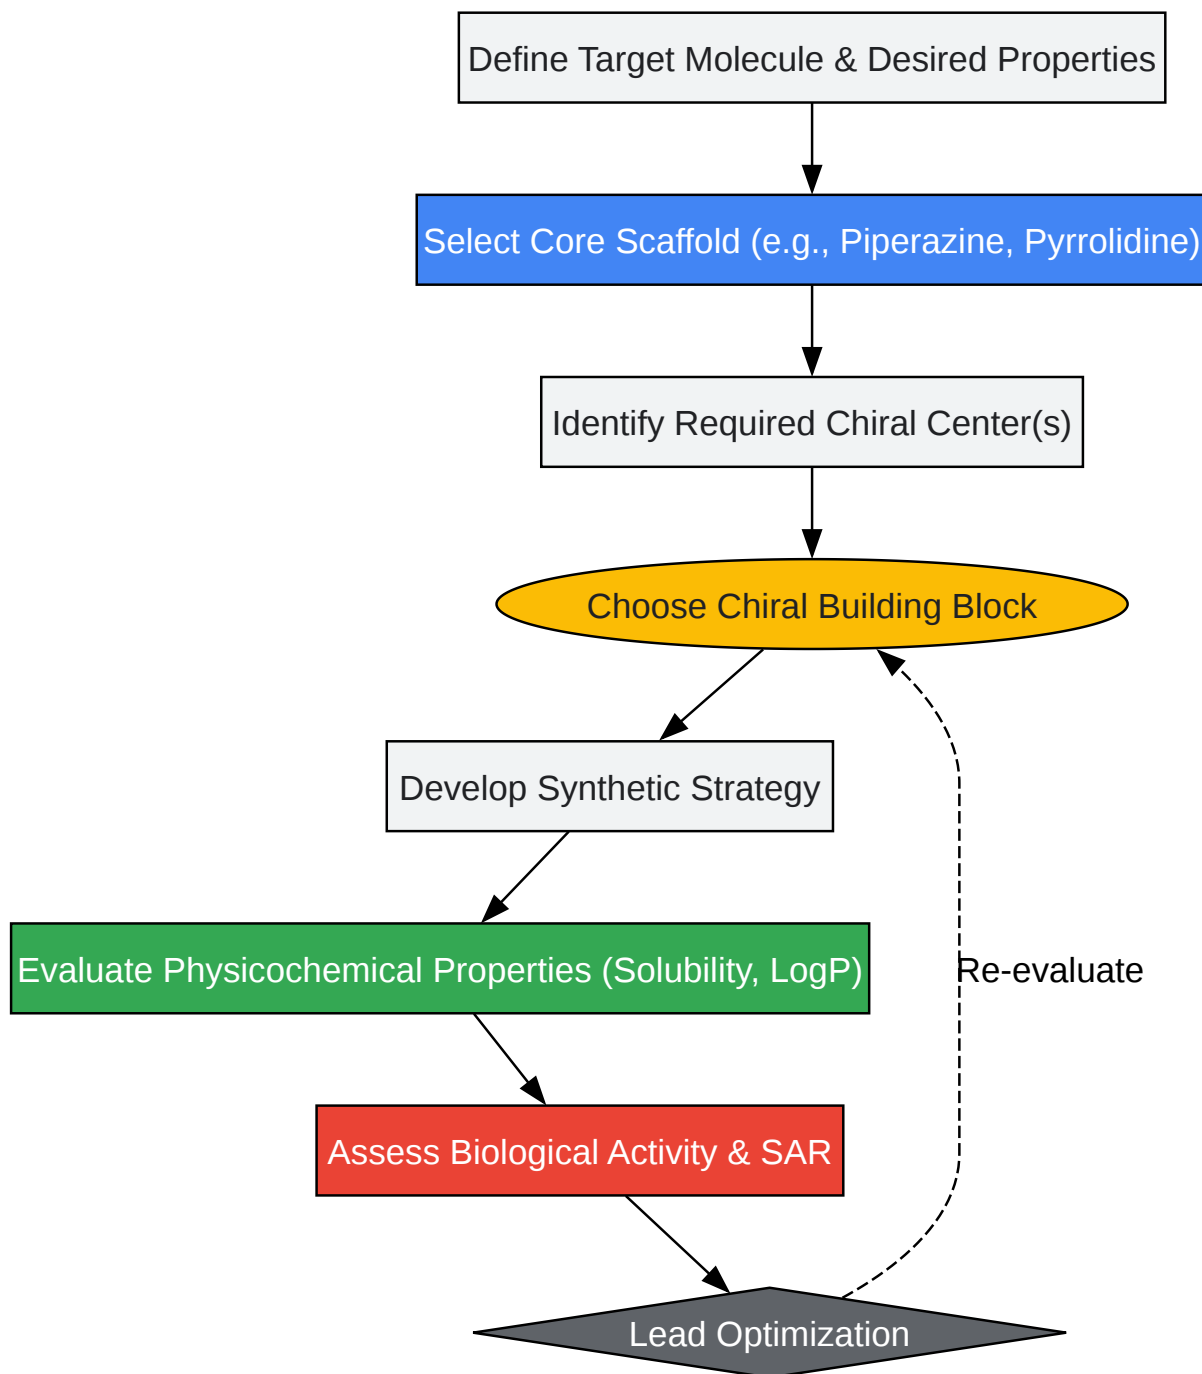 Define Target Molecule & Desired Properties
Select Core Scaffold (e.g., Piperazine, Pyrrolidine)
Identify Required Chiral Center(s)
Choose Chiral Building Block
Develop Synthetic Strategy
Evaluate Physicochemical Properties (Solubility, LogP)
Re-evaluate
Assess Biological Activity & SAR
Lead Optimization